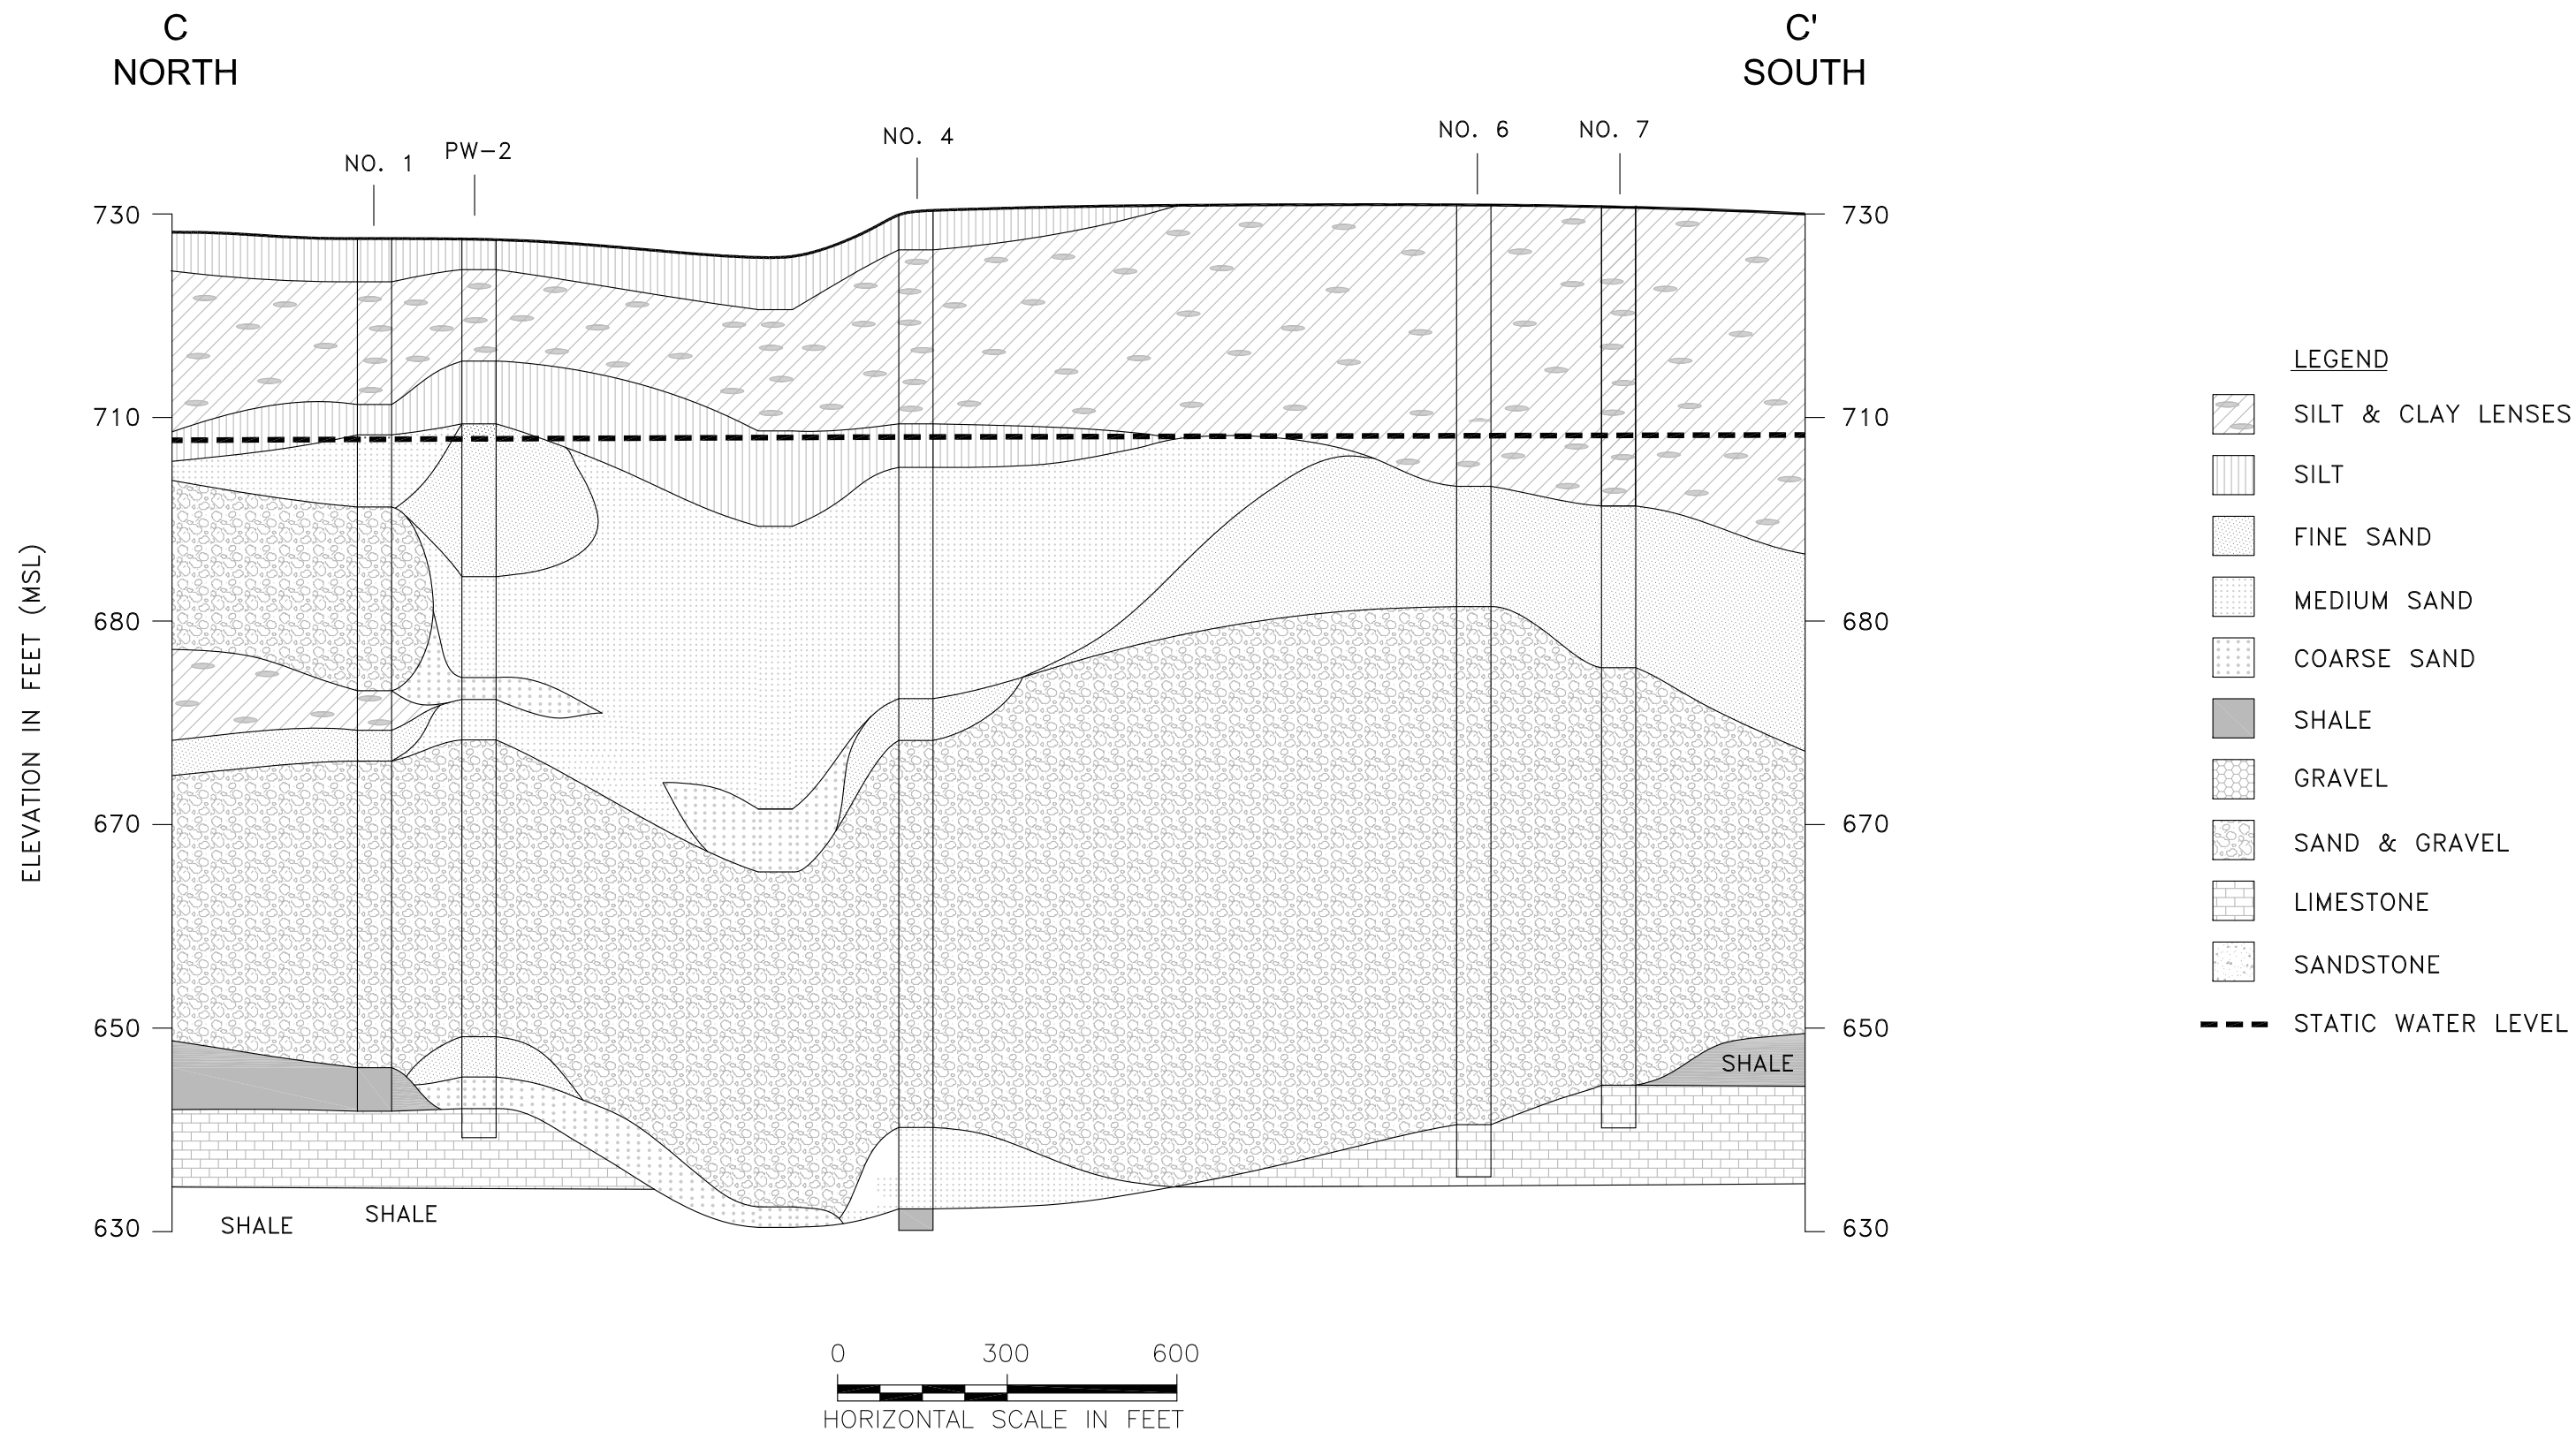 C
NORTH
C'
SOUTH
NO. 1
PW-2
NO. 4
NO. 6
NO. 7
730
710
680
670
650
630
ELEVATION IN FEET (MSL)
730
710
680
670
650
630
SHALE
SHALE
SHALE
LEGEND
SILT & CLAY LENSES
SILT
FINE SAND
MEDIUM SAND
COARSE SAND
SHALE
GRAVEL
SAND & GRAVEL
LIMESTONE
SANDSTONE
STATIC WATER LEVEL
0 300 600
HORIZONTAL SCALE IN FEET